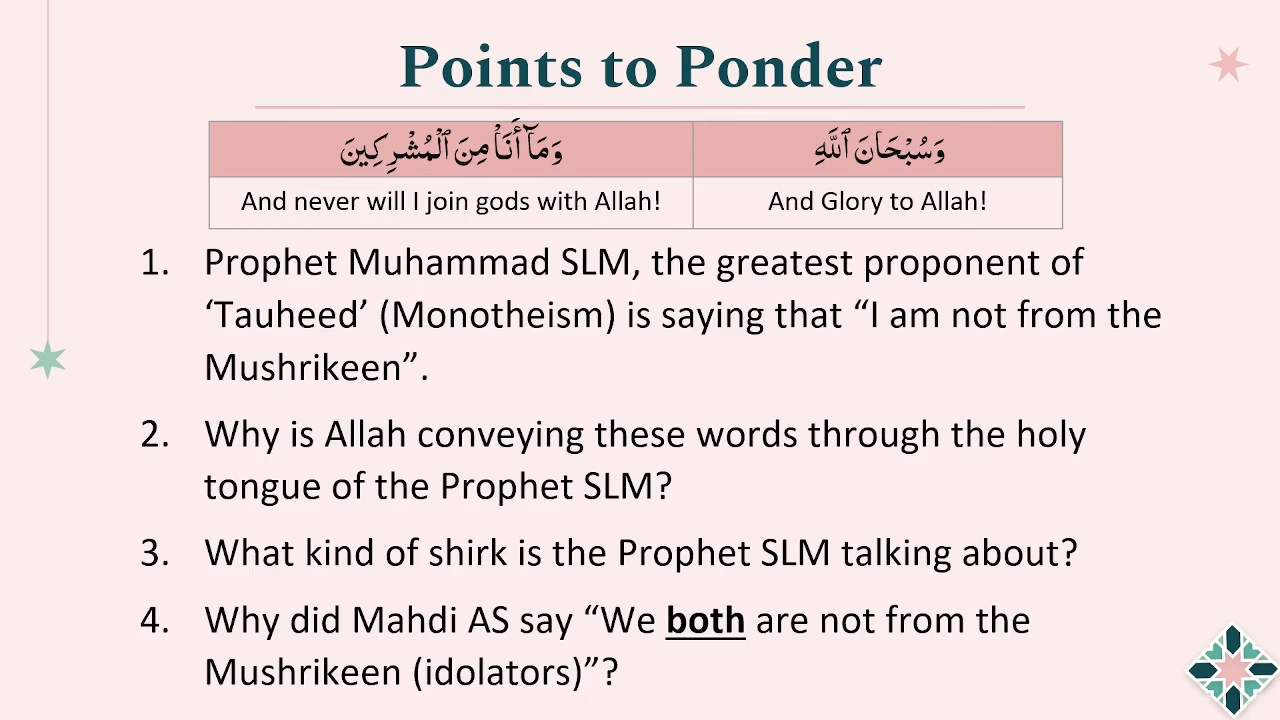 Points to Ponder
وَسُبْحَانَ ٱللَّهِ
وَمَآ أَنَا۠ مِنَ ٱلْمُشْرِكِينَ
And Glory to Allah!
And never will I join gods with Allah!
1. Prophet Muhammad SLM, the greatest proponent of
‘Tauheed’ (Monotheism) is saying that “I am not from the
Mushrikeen”.
2. Why is Allah conveying these words through the holy
tongue of the Prophet SLM?
3. What kind of shirk is the Prophet SLM talking about?
4. Why did Mahdi AS say “We both are not from the
Mushrikeen (idolators)”?